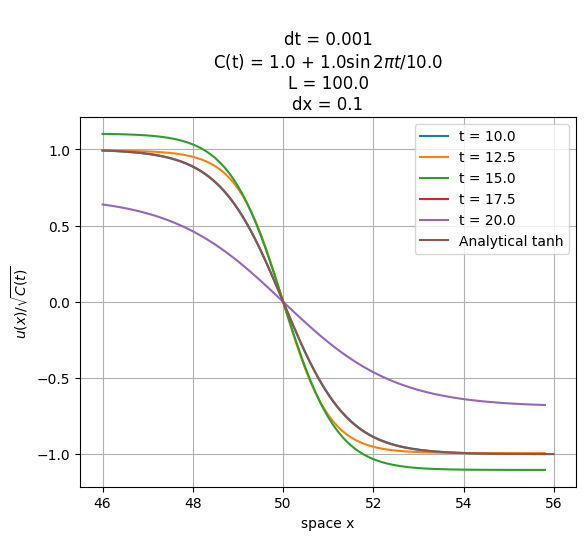 dt = 0.001
C(t) = 1.0 + 1.0sin 2πt/10.0
L = 100.0
dx = 0.1
t = 10.0
t = 12.5
t = 15.0
t = 17.5
t = 20.0
Analytical tanh
1.0
0.5
0.0
−0.5
−1.0
u(x)/√C(t)
46
48
50
52
54
56
space x